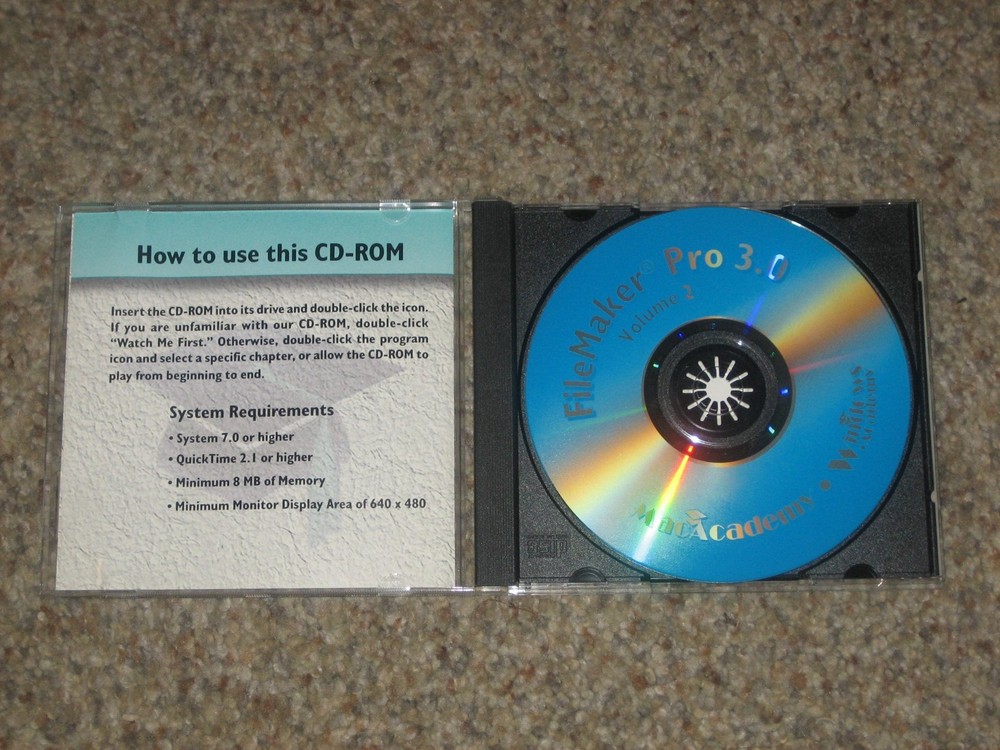 How to use this CD-ROM
Insert the CD-ROM into its drive and double-click the icon.
If you are unfamiliar with our CD-ROM, double-click
“Watch Me First.” Otherwise, double-click the program
icon and select a specific chapter, or allow the CD-ROM to
play from beginning to end.
System Requirements
• System 7.0 or higher
• QuickTime 2.1 or higher
• Minimum 8 MB of Memory
• Minimum Monitor Display Area of 640 x 480
FileMaker® Pro 3.0
Volume 2
MacAcademy • Windows
Academy